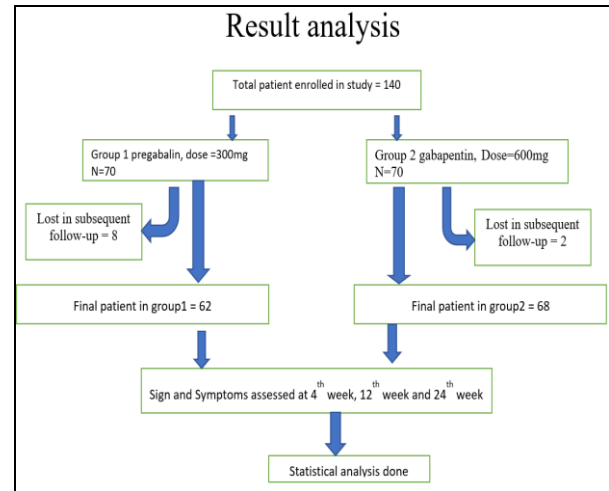 Result analysis
Total patient enrolled in study = 140
Group 1 pregabalin, dose =300mg
N=70
Group 2 gabapentin, Dose=600mg
N=70
Lost in subsequent
follow-up = 8
Lost in subsequent
follow-up = 2
Final patient in group1 = 62
Final patient in group2 = 68
Sign and Symptoms assessed at 4th week, 12th week and 24th week
Statistical analysis done